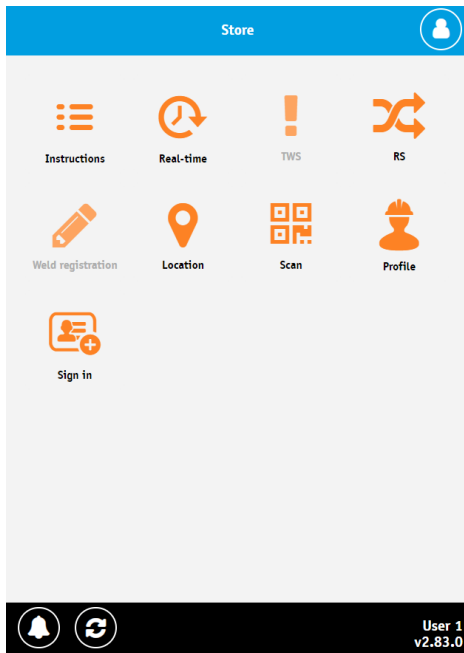 Store
Instructions
Real-time
TWS
RS
Weld registration
Location
Scan
Profile
Sign in
User 1
v2.83.0